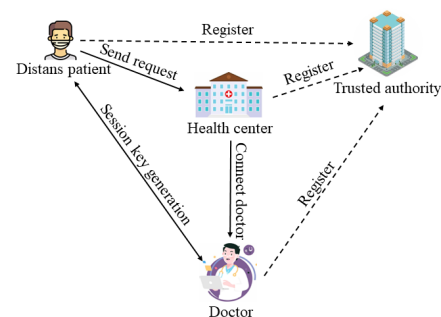 Register
Send request
Register
Distans patient
Trusted authority
Health center
Session key generation
Connect doctor
Register
Doctor